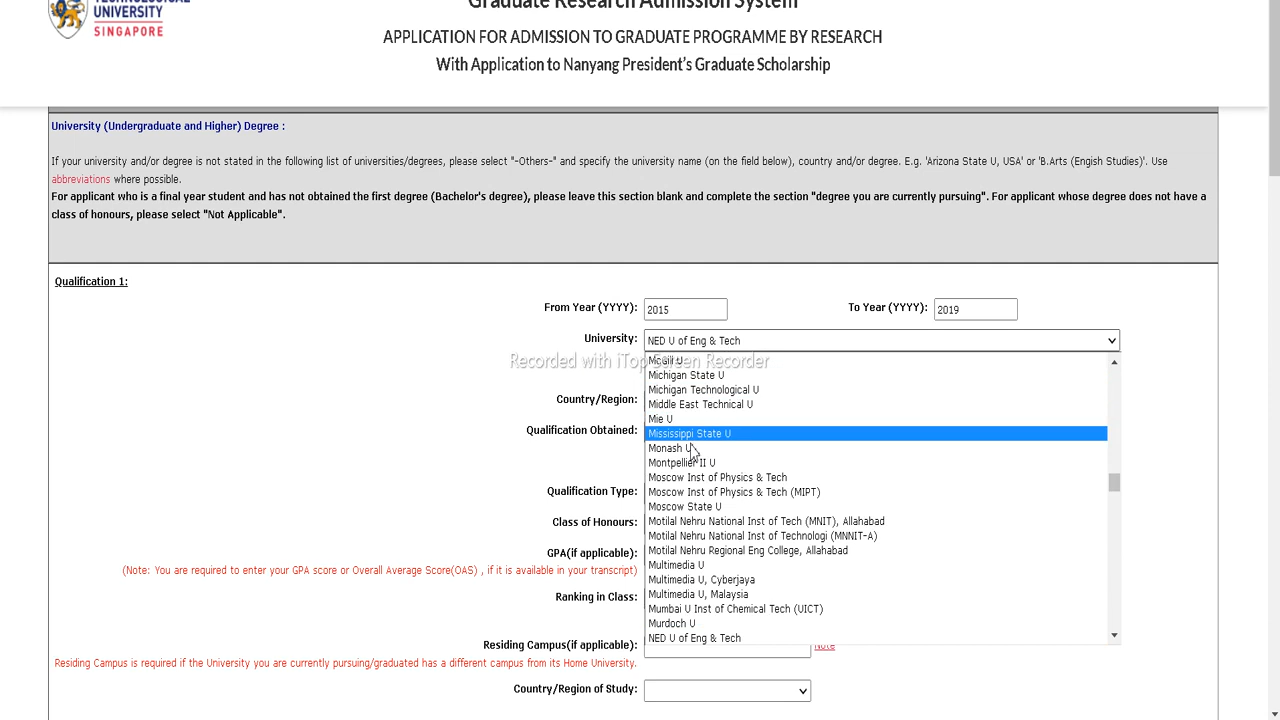 TECHNOLOGICAL
UNIVERSITY
SINGAPORE
Graduate Research Admission System
APPLICATION FOR ADMISSION TO GRADUATE PROGRAMME BY RESEARCH
With Application to Nanyang President's Graduate Scholarship
University (Undergraduate and Higher) Degree :
If your university and/or degree is not stated in the following list of universities/degrees, please select "-Others-" and specify the university name (on the field below), country and/or degree. E.g. 'Arizona State U, USA' or 'B.Arts (Engish Studies)'. Use
abbreviations where possible.
For applicant who is a final year student and has not obtained the first degree (Bachelor's degree), please leave this section blank and complete the section "degree you are currently pursuing". For applicant whose degree does not have a
class of honours, please select "Not Applicable".
Qualification 1:
From Year (YYYY): 2015 To Year (YYYY): 2019
University: NED U of Eng & Tech
Recorded with iTop Screen Recorder
McGill U
Michigan State U
Michigan Technological U
Country/Region:
Middle East Technical U
Mie U
Qualification Obtained:
Mississippi State U
Monash U
Montpellier II U
Moscow Inst of Physics & Tech
Qualification Type:
Moscow Inst of Physics & Tech (MIPT)
Moscow State U
Class of Honours:
Motilal Nehru National Inst of Tech (MNIT), Allahabad
Motilal Nehru National Inst of Technologi (MNNIT-A)
GPA(if applicable):
Motilal Nehru Regional Eng College, Allahabad
(Note: You are required to enter your GPA score or Overall Average Score(OAS) , if it is available in your transcript)
Multimedia U
Multimedia U, Cyberjaya
Ranking in Class:
Multimedia U, Malaysia
Mumbai U Inst of Chemical Tech (UICT)
Murdoch U
NED U of Eng & Tech
Residing Campus(if applicable): Note
Residing Campus is required if the University you are currently pursuing/graduated has a different campus from its Home University.
Country/Region of Study: